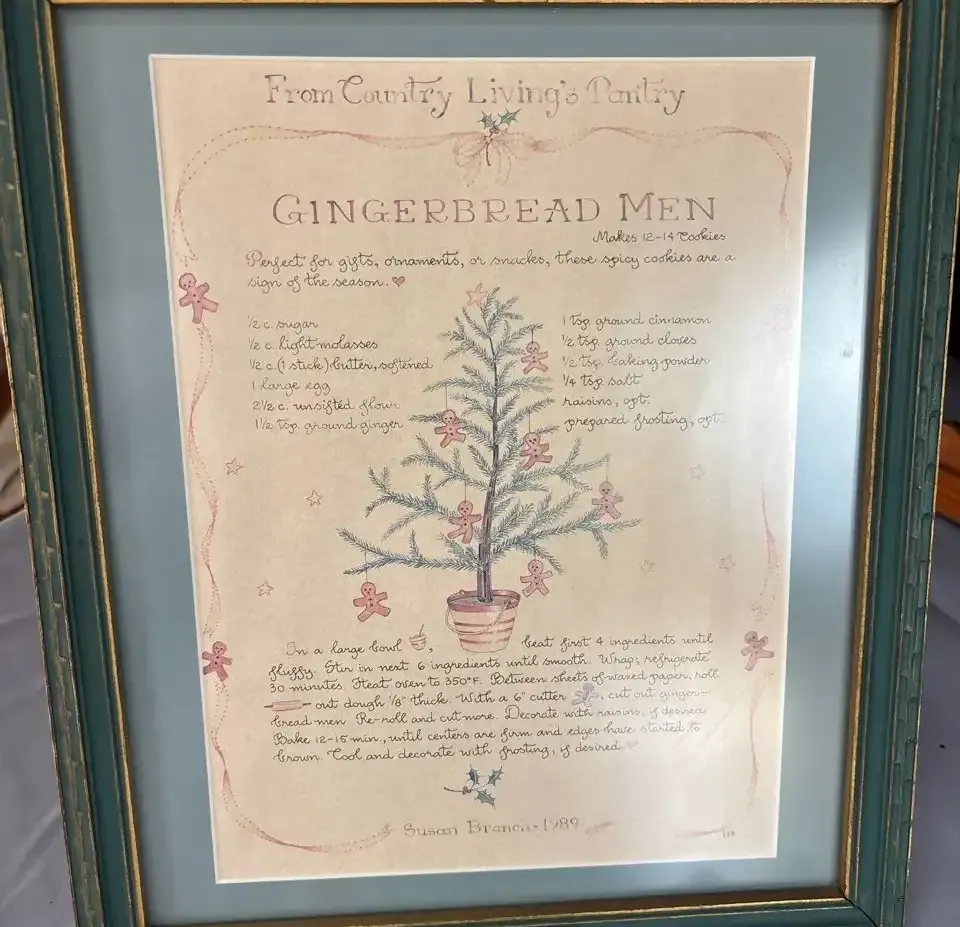 From Country Living's Pantry
GINGERBREAD MEN
Makes 12-14 Cookies
Perfect for gifts, ornaments, or snacks, these spicy cookies are a
sign of the season.
½ c. sugar
½ c. light molasses
½ c. (1 stick) butter, softened
1 large egg
2½ c. unsifted flour
1½ tsp. ground ginger
1 tsp. ground cinnamon
½ tsp. ground cloves
½ tsp. baking powder
¼ tsp. salt
raisins, opt.
prepared frosting, opt.
In a large bowl , beat first 4 ingredients until
fluffy. Stir in next 6 ingredients until smooth. Wrap; refrigerate
30 minutes. Heat oven to 350°F. Between sheets of waxed paper, roll
out dough ⅛" thick. With a 6" cutter , cut out ginger-
bread men. Re-roll and cut more. Decorate with raisins, if desired.
Bake 12-15 min., until centers are firm and edges have started to
brown. Cool and decorate with frosting, if desired.
Susan Branch · 1989